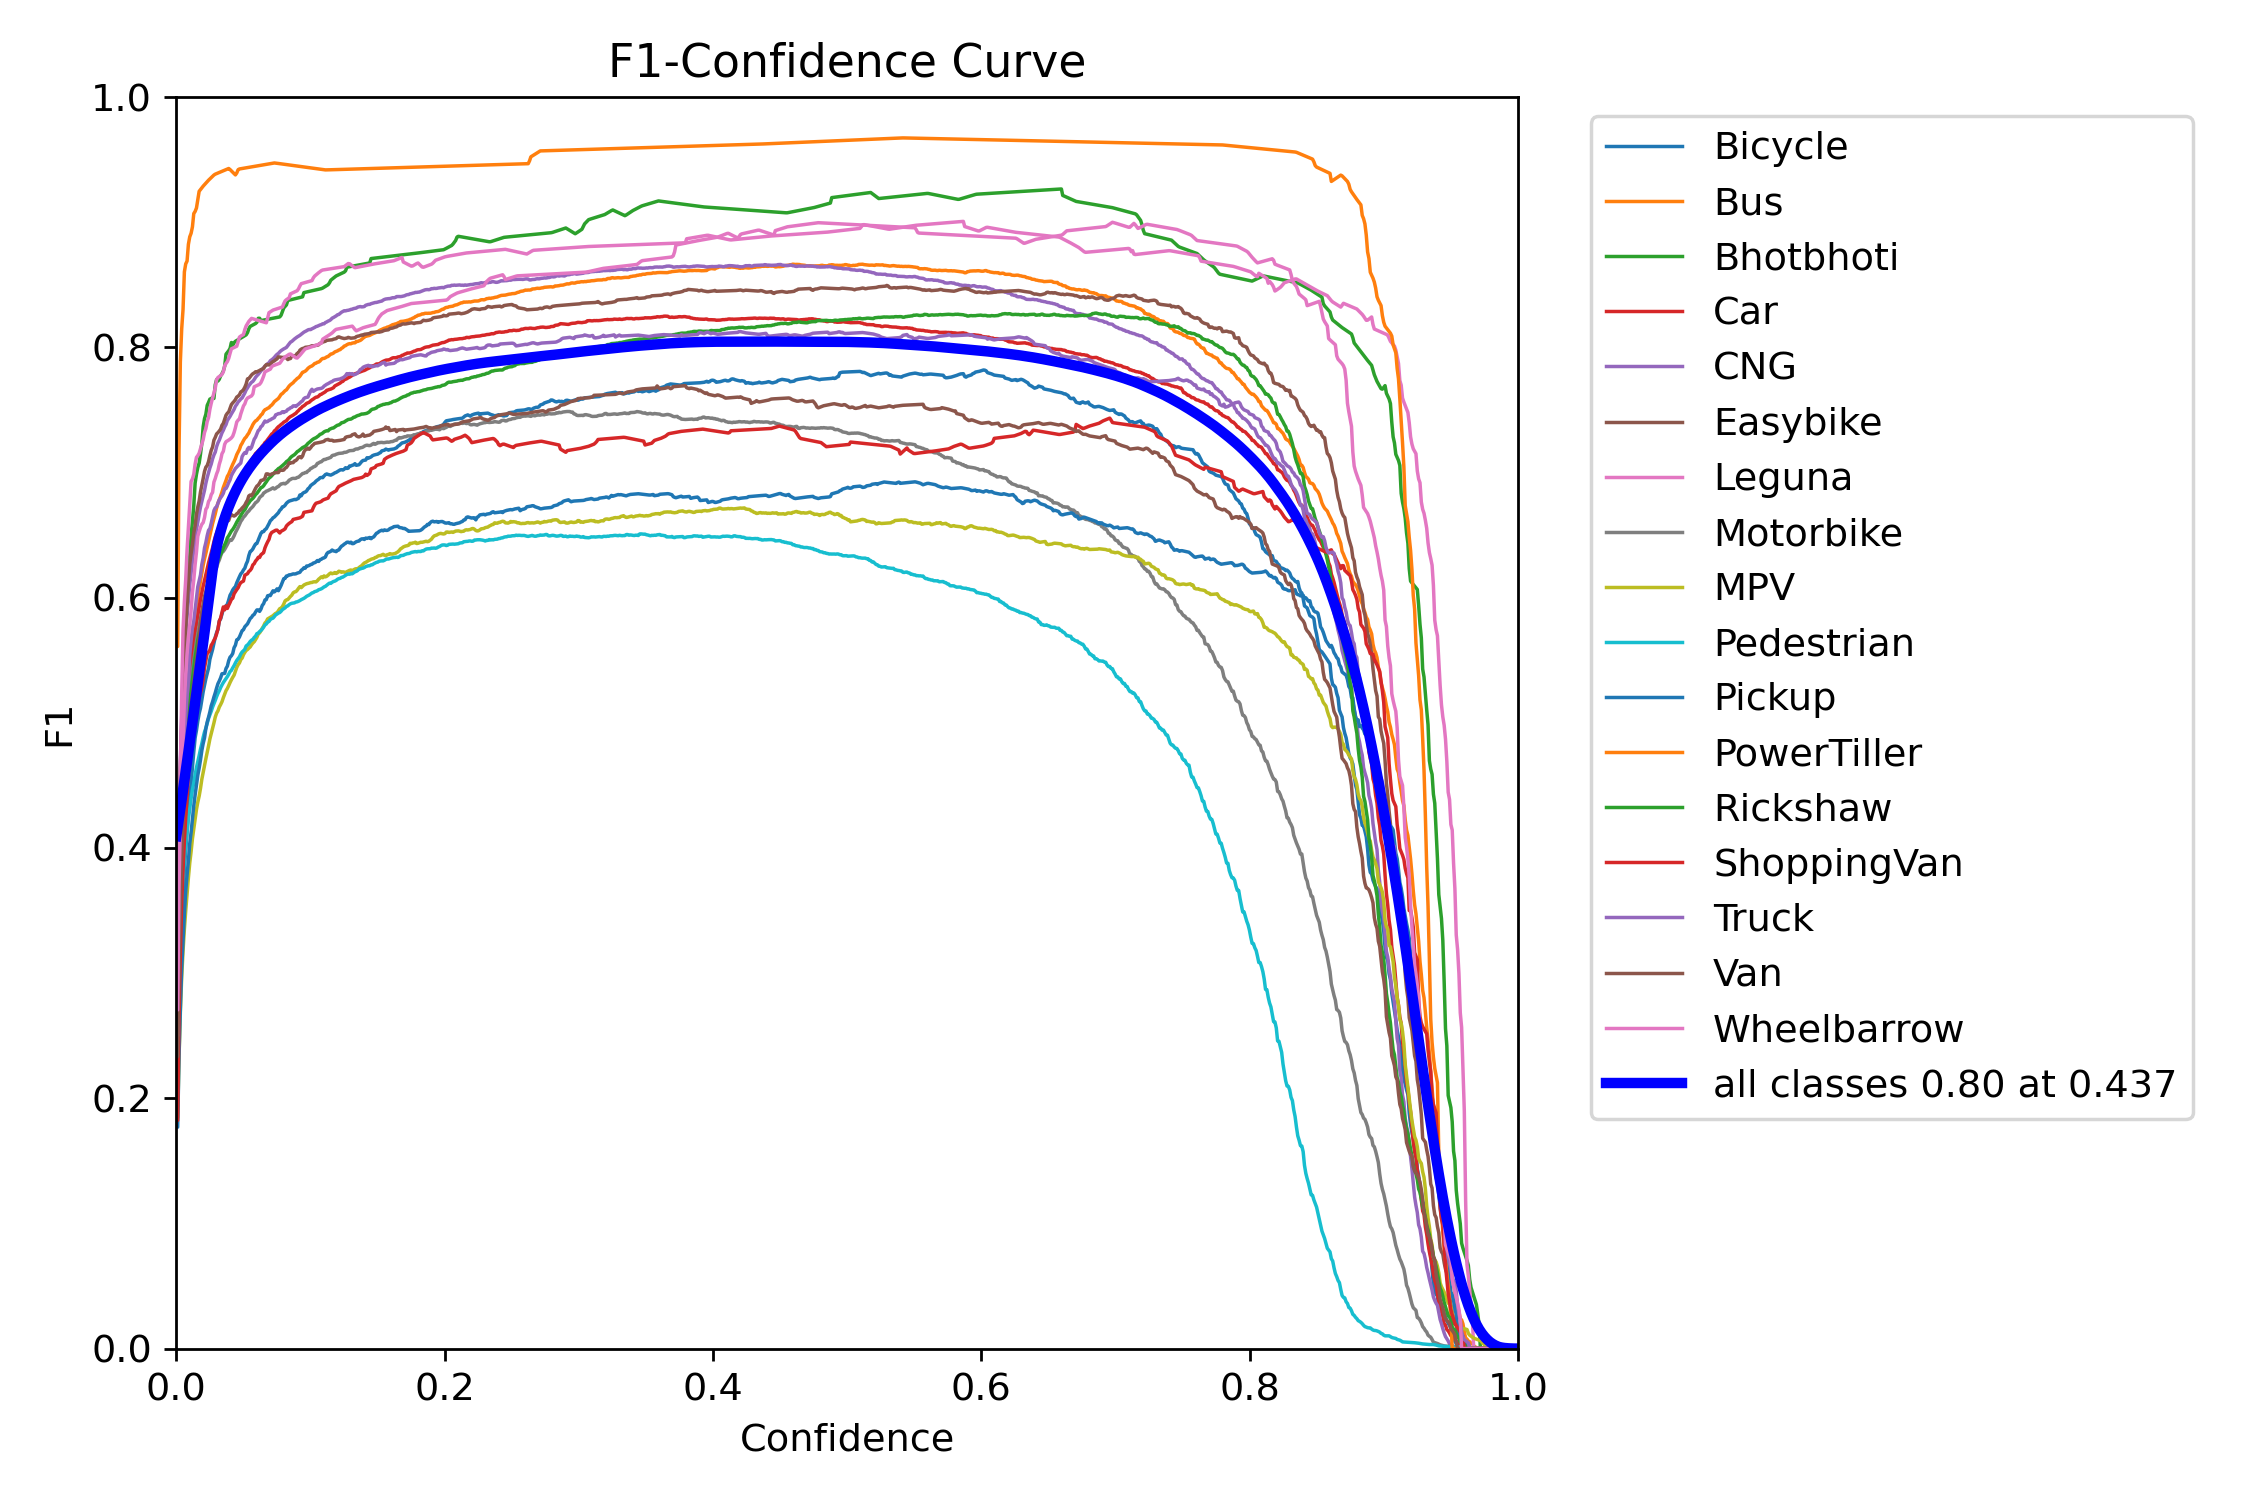 F1-Confidence Curve
1.0
0.8
0.6
0.4
0.2
0.0
F1
0.0 0.2 0.4 0.6 0.8 1.0
Confidence
Bicycle
Bus
Bhotbhoti
Car
CNG
Easybike
Leguna
Motorbike
MPV
Pedestrian
Pickup
PowerTiller
Rickshaw
ShoppingVan
Truck
Van
Wheelbarrow
all classes 0.80 at 0.437